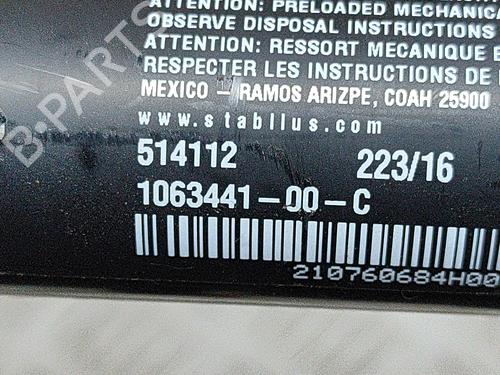 ATTENTION: PRELOADED MECHANICA
OBSERVE DISPOSAL INSTRUCTIONS
ATTENTION: RESSORT MECANIQUE E
RESPECTER LES INSTRUCTIONS DE
MEXICO – RAMOS ARIZPE, COAH 25900
www.stabilus.com
514112 223/16
1063441-00-C
210760684H00
B-PARTS